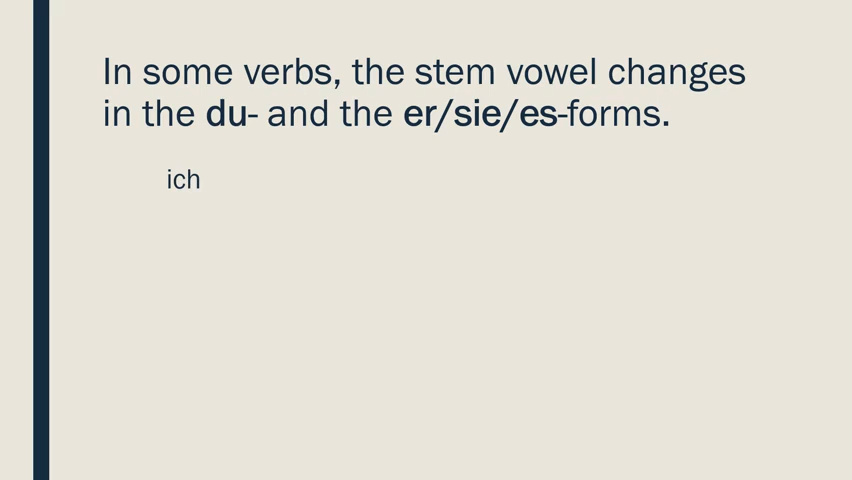 In some verbs, the stem vowel changes
in the du- and the er/sie/es-forms.
ich